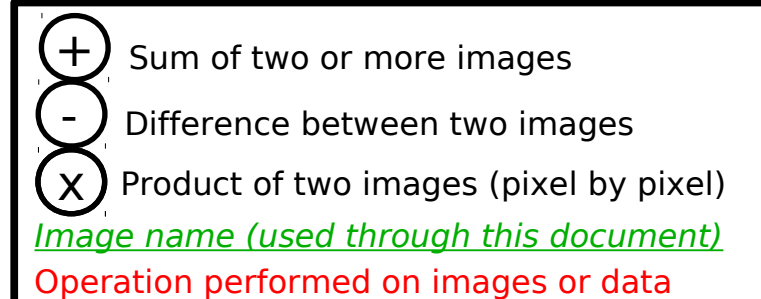 + Sum of two or more images
- Difference between two images
x Product of two images (pixel by pixel)
Image name (used through this document)
Operation performed on images or data